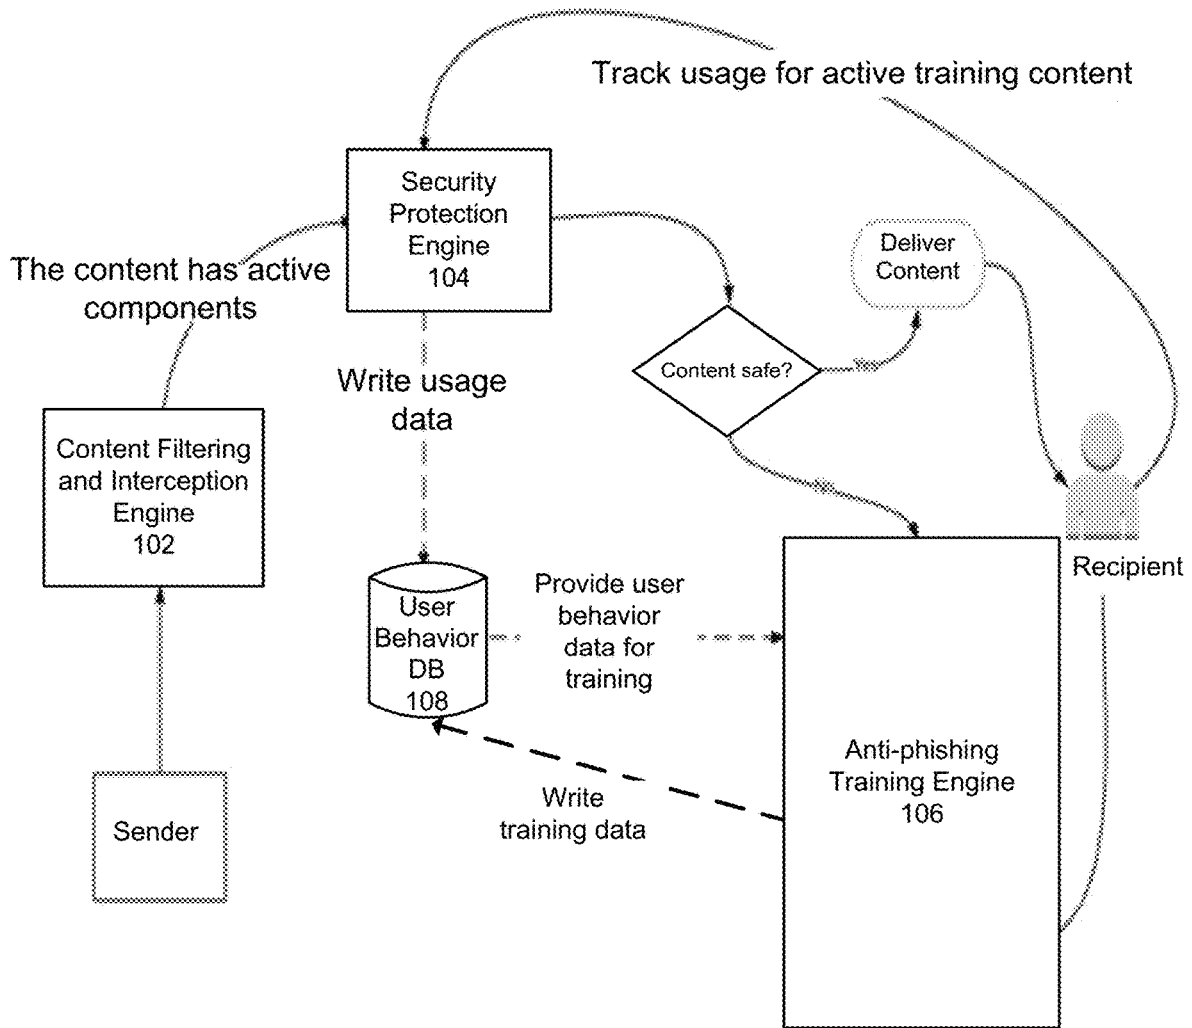 Track usage for active training content
Security
Protection
Engine
104
Deliver
Content
The content has active
components
Content safe?
Yes
Write usage
data
Content Filtering
and Interception
Engine
102
Recipient
User
Behavior
DB
108
Provide user
behavior
data for
training
Anti-phishing
Training Engine
106
Write
training data
Sender